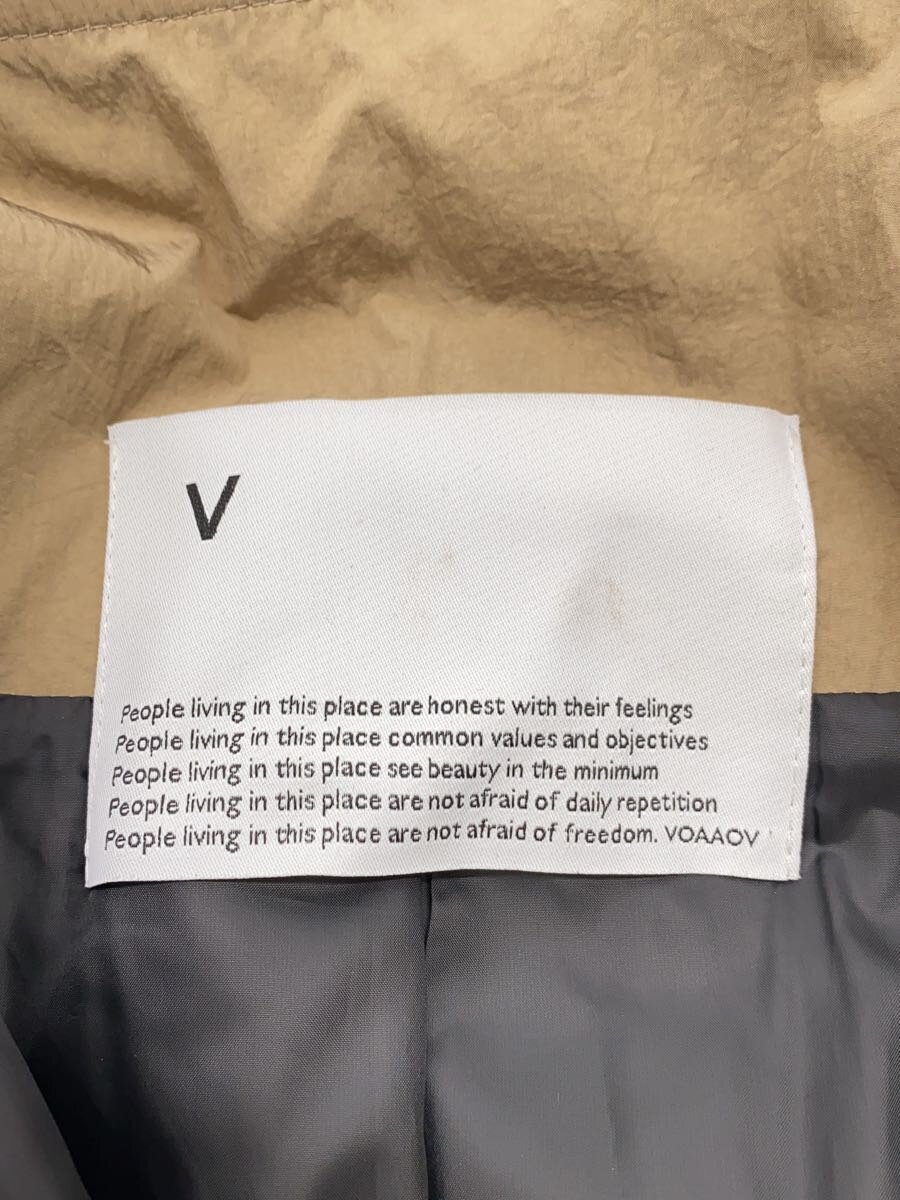 V
People living in this place are honest with their feelings
People living in this place common values and objectives
People living in this place see beauty in the minimum
People living in this place are not afraid of daily repetition
People living in this place are not afraid of freedom. VOAAOV